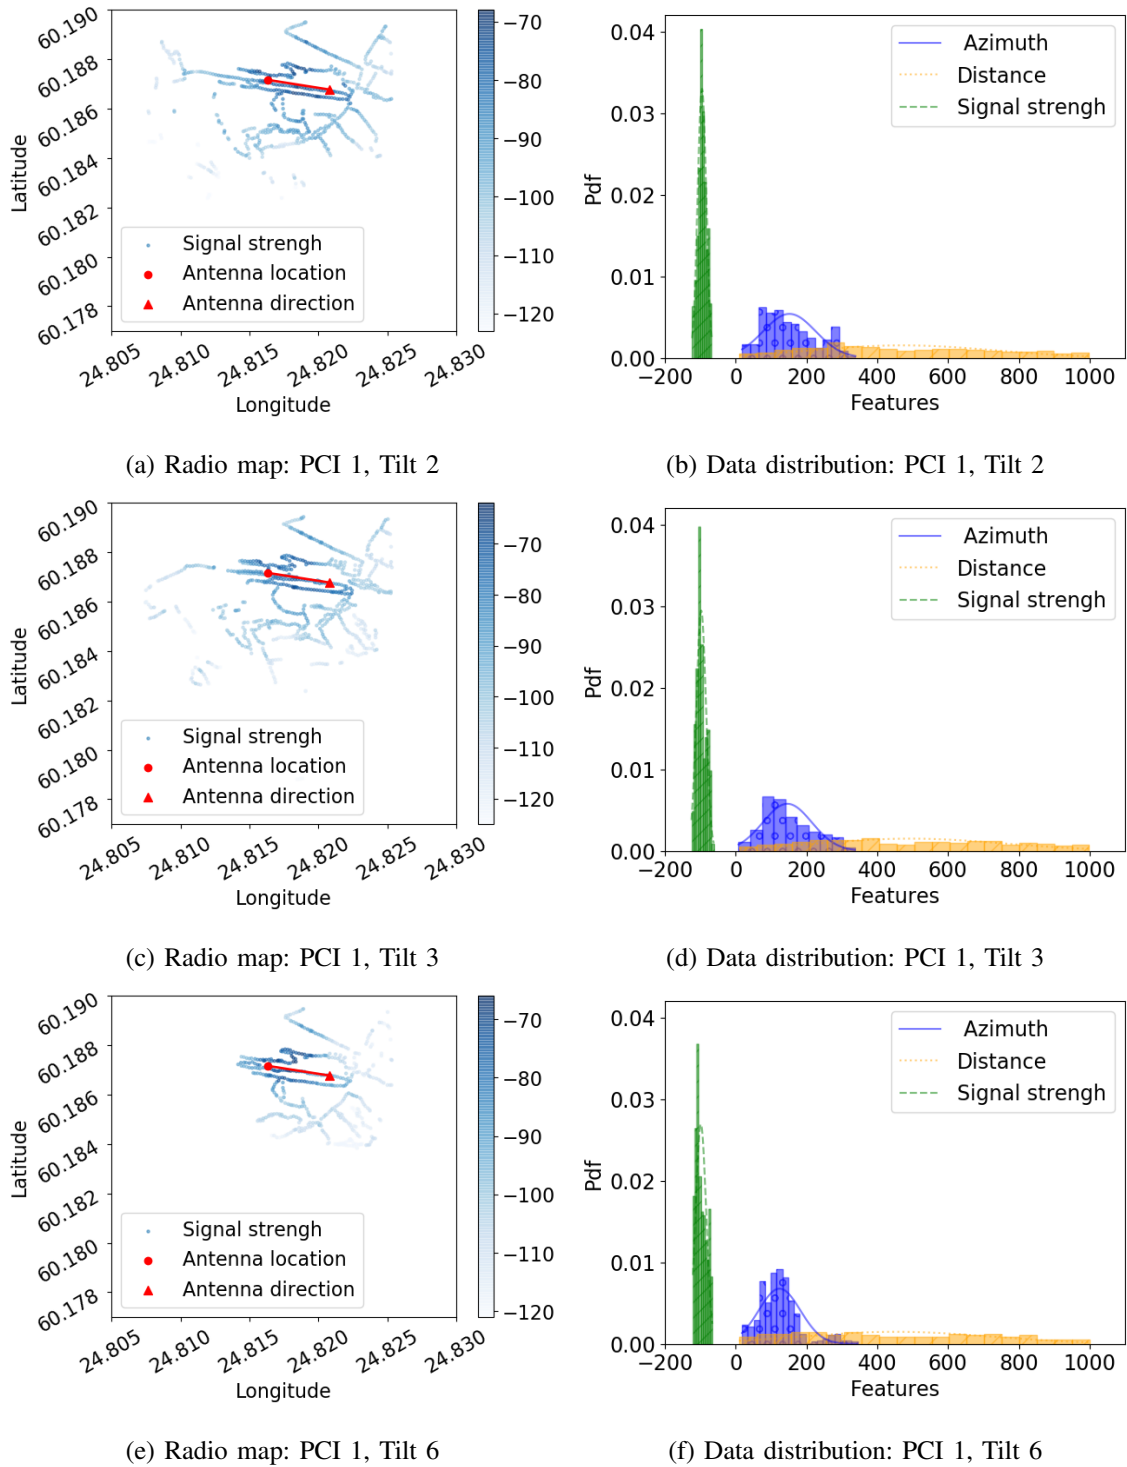 60.190
60.188
60.186
60.184
60.182
60.180
60.178
Latitude
24.805
24.810
24.815
24.820
24.825
24.830
Longitude
Signal strengh
Antenna location
Antenna direction
−70
−80
−90
−100
−110
−120
0.04
0.03
0.02
0.01
0.00
Pdf
−200
0
200
400
600
800
1000
Features
Azimuth
Distance
Signal strengh
(a) Radio map: PCI 1, Tilt 2
(b) Data distribution: PCI 1, Tilt 2
60.190
60.188
60.186
60.184
60.182
60.180
60.178
Latitude
24.805
24.810
24.815
24.820
24.825
24.830
Longitude
Signal strengh
Antenna location
Antenna direction
−70
−80
−90
−100
−110
−120
0.04
0.03
0.02
0.01
0.00
Pdf
−200
0
200
400
600
800
1000
Features
Azimuth
Distance
Signal strengh
(c) Radio map: PCI 1, Tilt 3
(d) Data distribution: PCI 1, Tilt 3
60.190
60.188
60.186
60.184
60.182
60.180
60.178
Latitude
24.805
24.810
24.815
24.820
24.825
24.830
Longitude
Signal strengh
Antenna location
Antenna direction
−70
−80
−90
−100
−110
−120
0.04
0.03
0.02
0.01
0.00
Pdf
−200
0
200
400
600
800
1000
Features
Azimuth
Distance
Signal strengh
(e) Radio map: PCI 1, Tilt 6
(f) Data distribution: PCI 1, Tilt 6